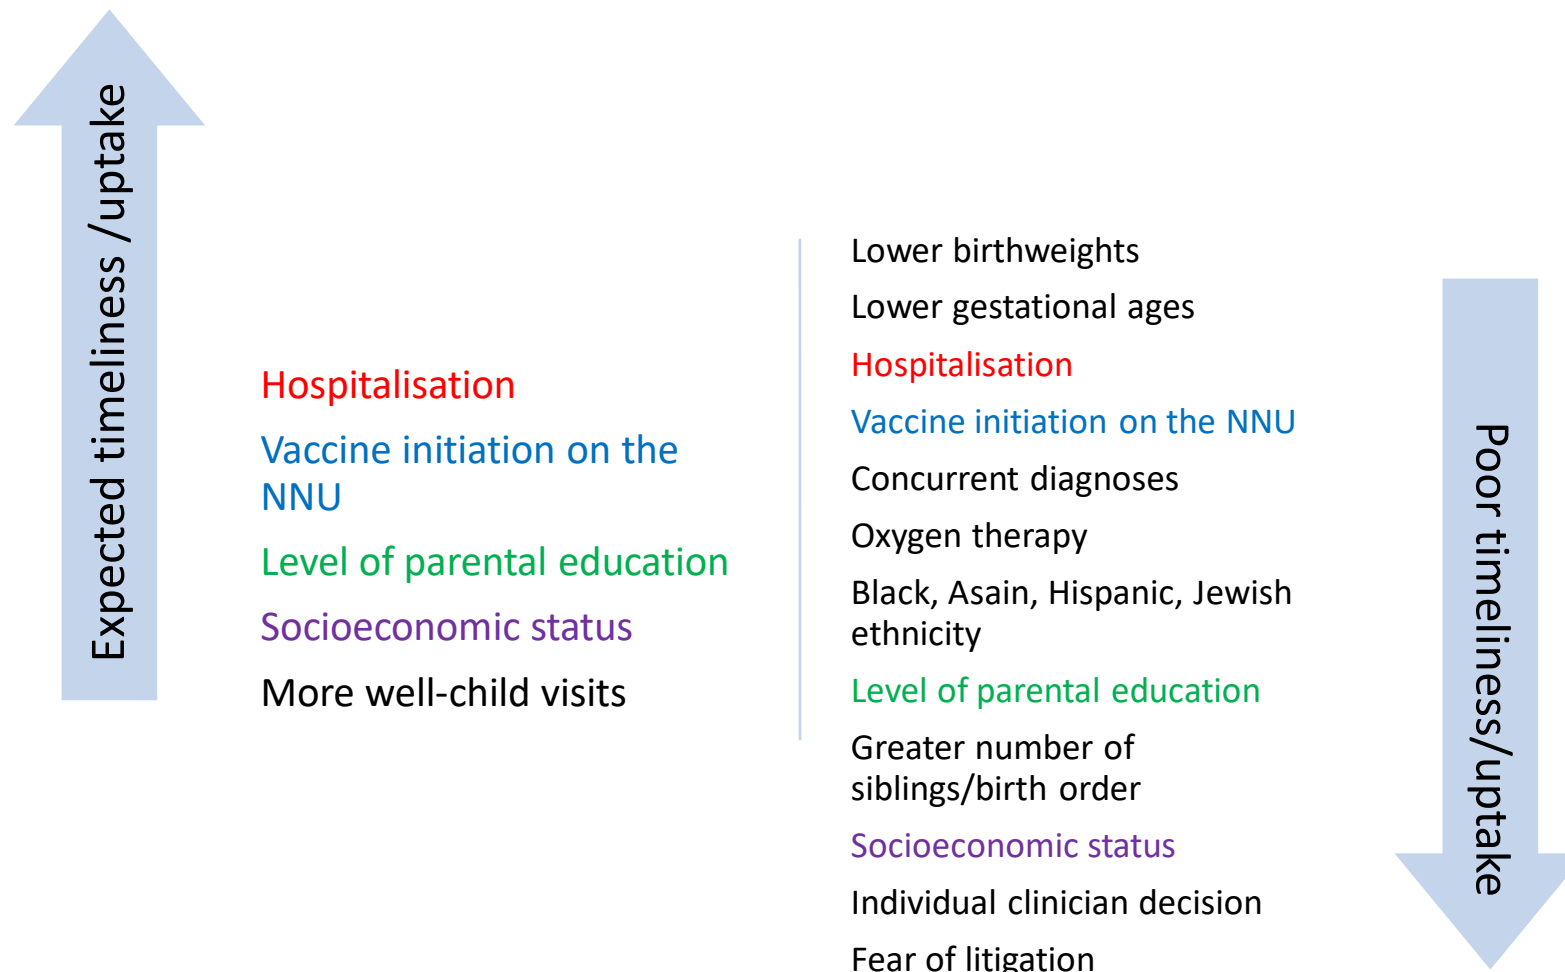 Expected timeliness /uptake
Hospitalisation
Vaccine initiation on the
NNU
Level of parental education
Socioeconomic status
More well-child visits
Lower birthweights
Lower gestational ages
Hospitalisation
Vaccine initiation on the NNU
Concurrent diagnoses
Oxygen therapy
Black, Asain, Hispanic, Jewish
ethnicity
Level of parental education
Greater number of
siblings/birth order
Socioeconomic status
Individual clinician decision
Fear of litigation
Poor timeliness/uptake